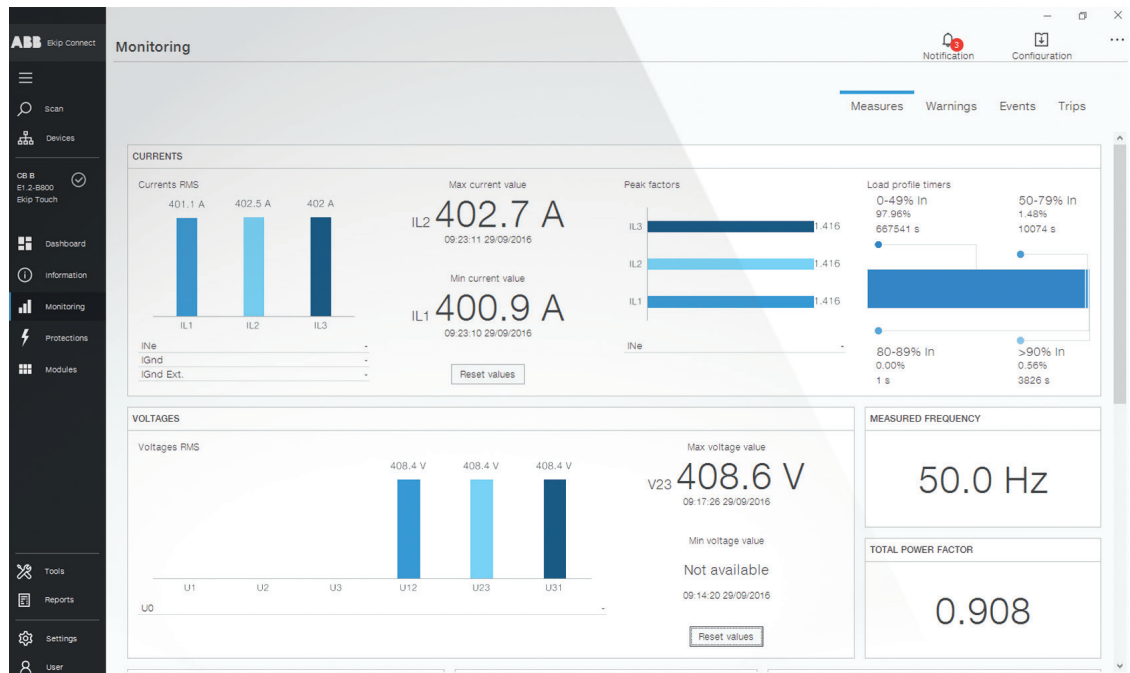 ABB Ekip Connect
Monitoring
3
Notification
Configuration
Scan
Devices
CB B
E1.2-B800
Ekip Touch
Dashboard
Information
Monitoring
Protections
Modules
Tools
Reports
Settings
User
Measures Warnings Events Trips
CURRENTS
Currents RMS
401.1 A 402.5 A 402 A
IL1 IL2 IL3
INe -
IGnd -
IGnd Ext. -
Max current value
IL2 402.7 A
09:23:11 29/09/2016
Min current value
IL1 400.9 A
09:23:10 29/09/2016
Reset values
Peak factors
IL3 1.416
IL2 1.416
IL1 1.416
INe -
Load profile timers
0-49% In
97.96%
667541 s
50-79% In
1.48%
10074 s
80-89% In
0.00%
1 s
>90% In
0.56%
3826 s
VOLTAGES
Voltages RMS
408.4 V 408.4 V 408.4 V
U1 U2 U3 U12 U23 U31
U0 -
Max voltage value
V23 408.6 V
09:17:26 29/09/2016
Min voltage value
Not available
09:14:20 29/09/2016
Reset values
MEASURED FREQUENCY
50.0 Hz
TOTAL POWER FACTOR
0.908